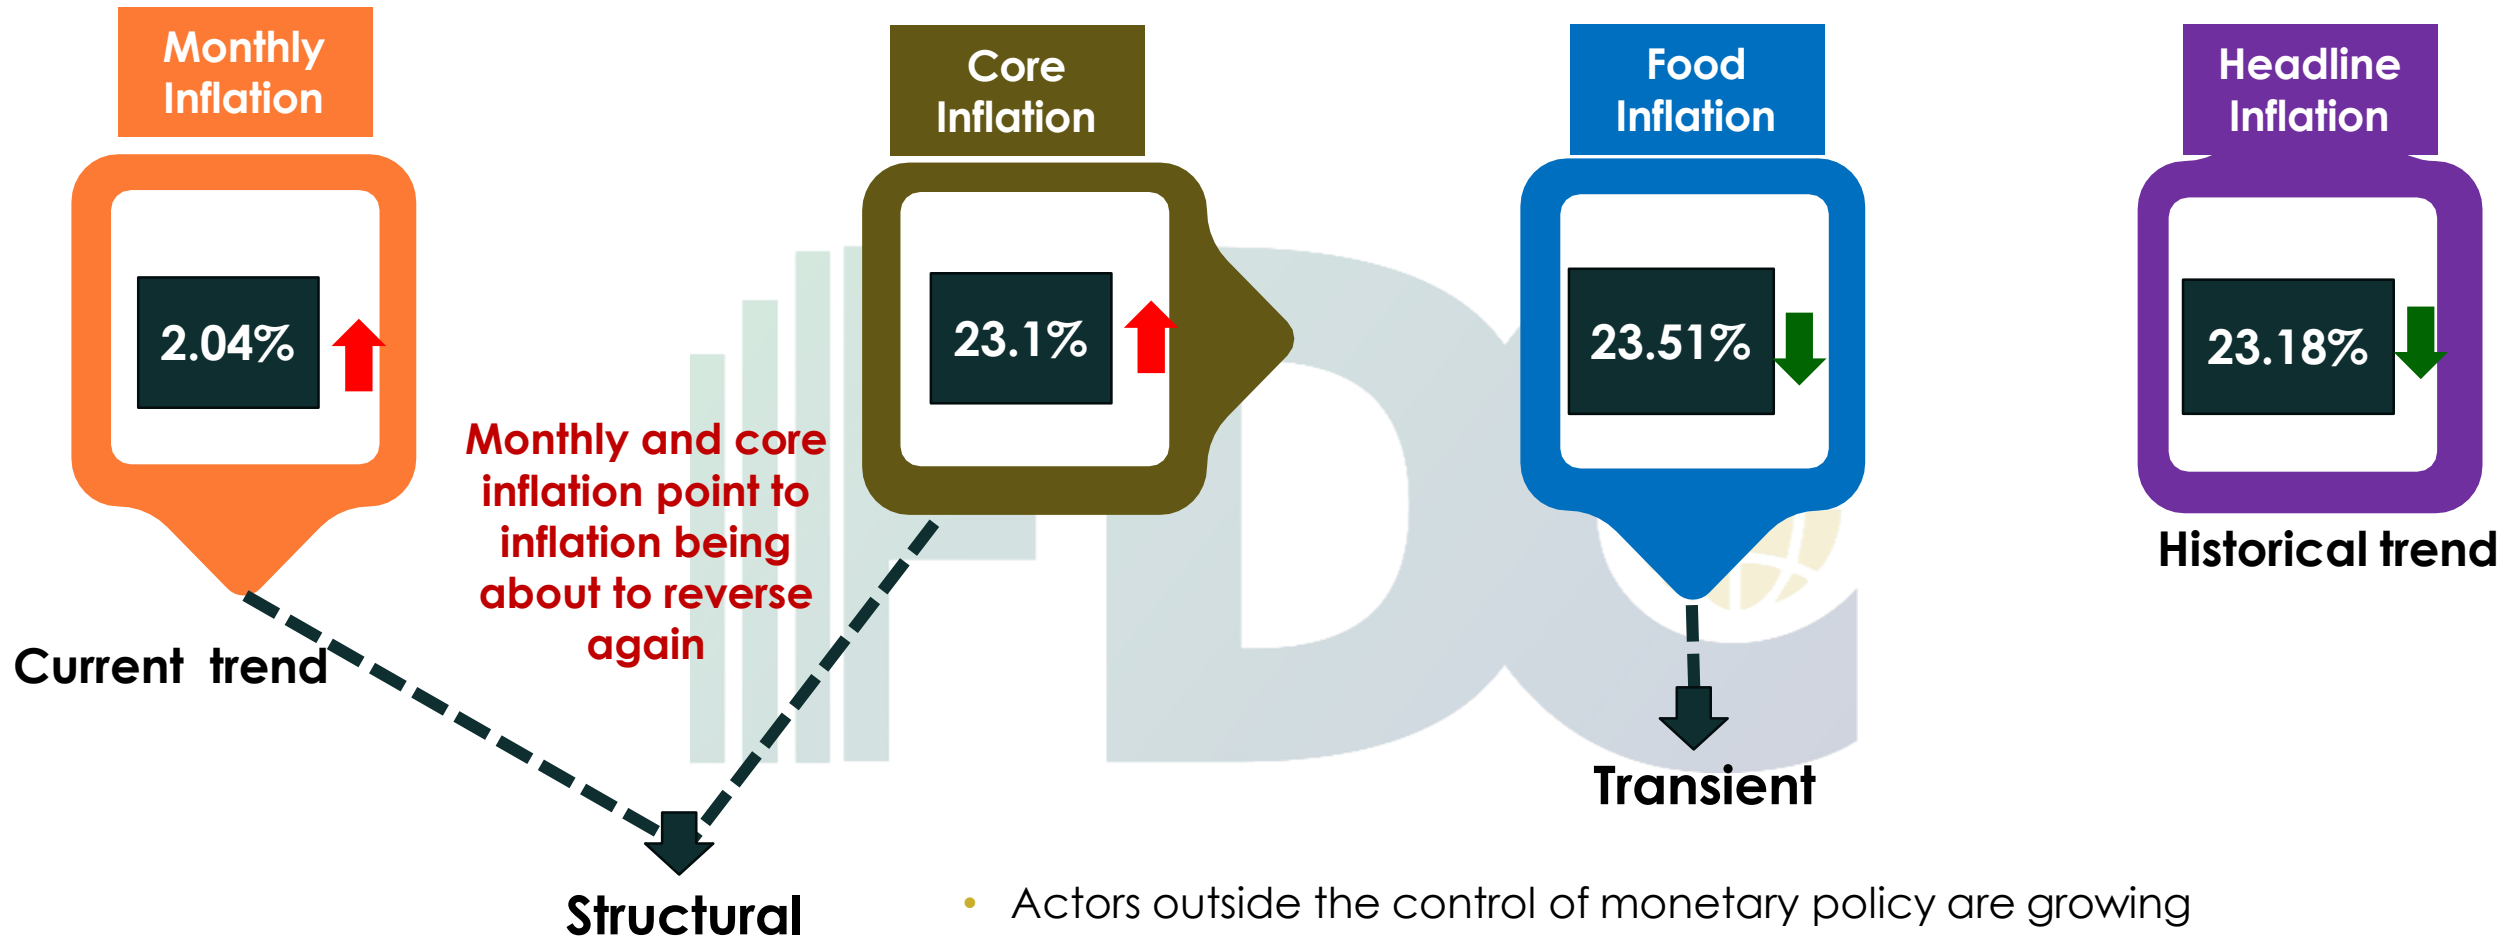 Monthly
Inflation
Core
Inflation
Food
Inflation
Headline
Inflation
2.04%
23.1%
23.51%
23.18%
Monthly and core
inflation point to
inflation being
about to reverse
again
Historical trend
Current trend
Transient
Structural
• Actors outside the control of monetary policy are growing
FDC